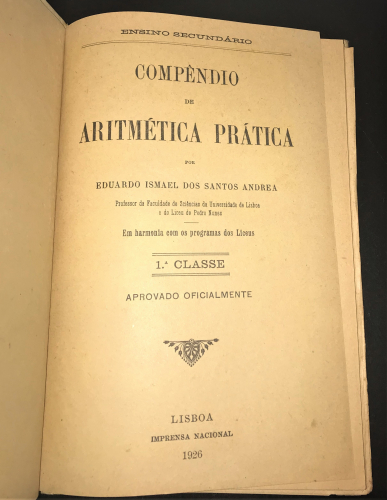 ENSINO SECUNDÁRIO
COMPÊNDIO
DE
ARITMÉTICA PRÁTICA
POR
EDUARDO ISMAEL DOS SANTOS ANDREA
Professor da Faculdade de Sciências da Universidade de Lisboa
e do Liceu de Pedro Nunes
Em harmonia com os programas dos Liceus
1.ª CLASSE
APROVADO OFICIALMENTE
LISBOA
IMPRENSA NACIONAL
1926